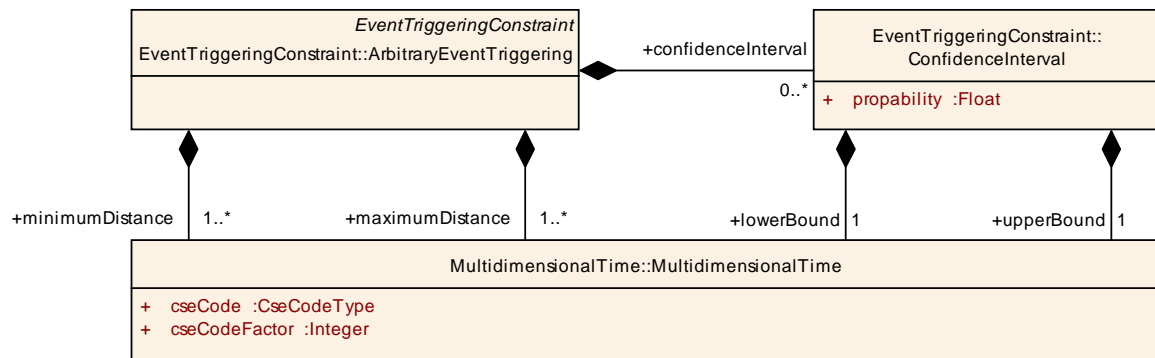 EventTriggeringConstraint
EventTriggeringConstraint::ArbitraryEventTriggering
+confidenceInterval
0..*
EventTriggeringConstraint::
ConfidenceInterval
+ propability :Float
+minimumDistance 1..*
+maximumDistance 1..*
+lowerBound 1
+upperBound 1
MultidimensionalTime::MultidimensionalTime
+ cseCode :CseCodeType
+ cseCodeFactor :Integer